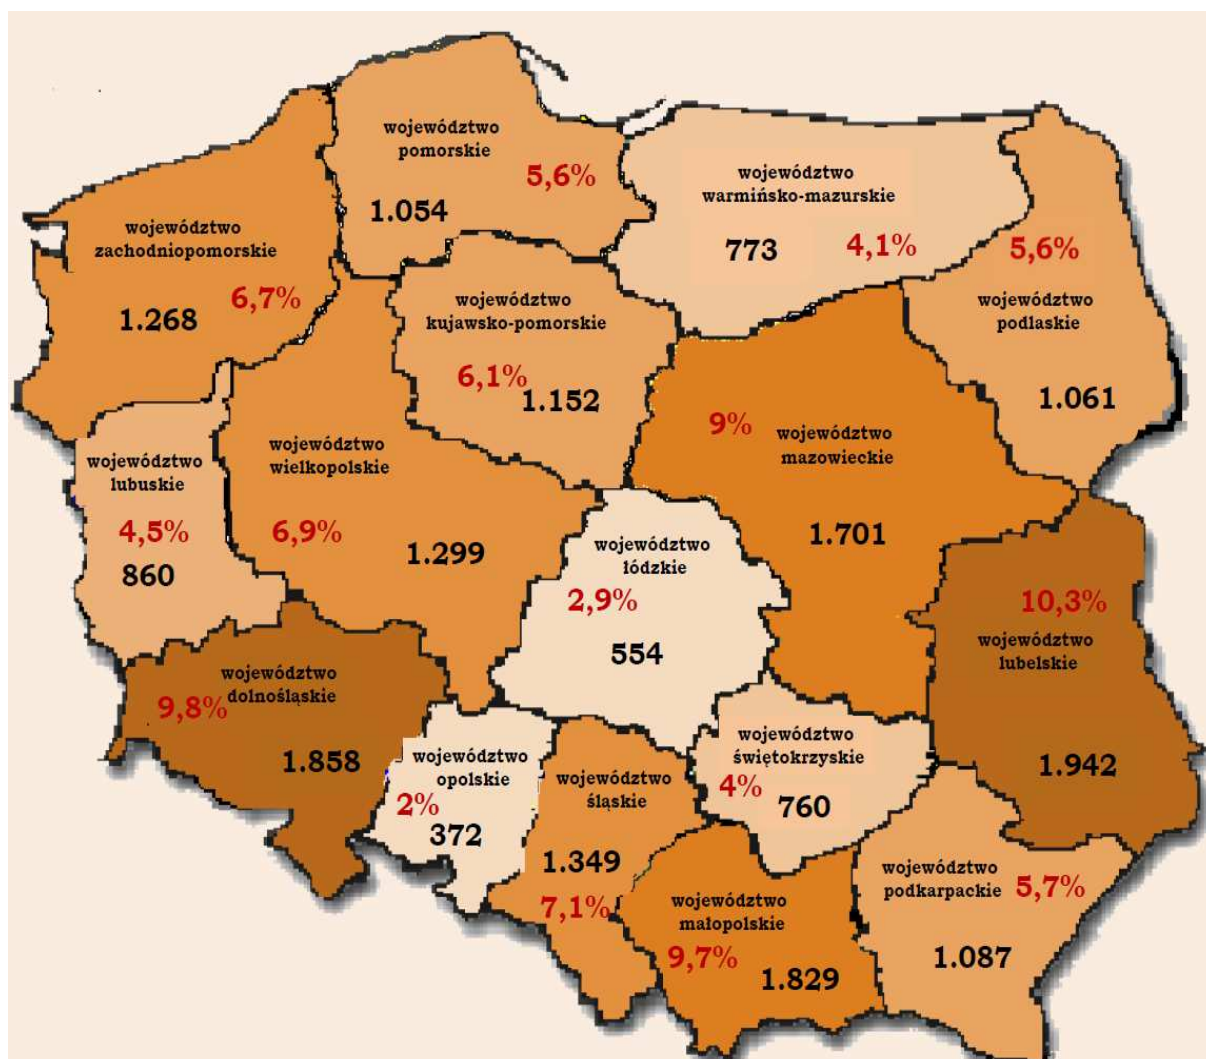 województwo
pomorskie
5,6%
1.054
województwo
warmińsko-mazurskie
773
4,1%
5,6%
województwo
podlaskie
1.061
województwo
zachodniopomorskie
1.268
6,7%
województwo
kujawsko-pomorskie
6,1%
1.152
9%
województwo
mazowieckie
1.701
województwo
lubuskie
4,5%
860
województwo
wielkopolskie
6,9%
1.299
województwo
łódzkie
2,9%
554
10,3%
województwo
lubelskie
1.942
województwo
dolnośląskie
9,8%
1.858
województwo
opolskie
2%
372
województwo
śląskie
1.349
7,1%
województwo
świętokrzyskie
4%
760
województwo
małopolskie
9,7%
1.829
województwo
podkarpackie
5,7%
1.087